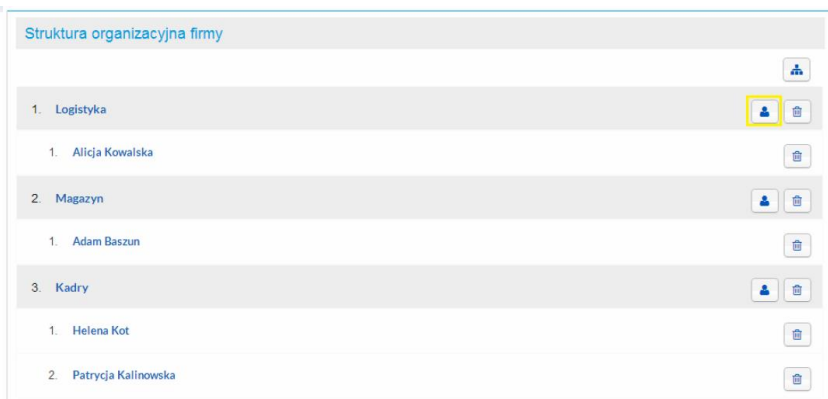 Struktura organizacyjna firmy
1. Logistyka
1. Alicja Kowalska
2. Magazyn
1. Adam Baszun
3. Kadry
1. Helena Kot
2. Patrycja Kalinowska